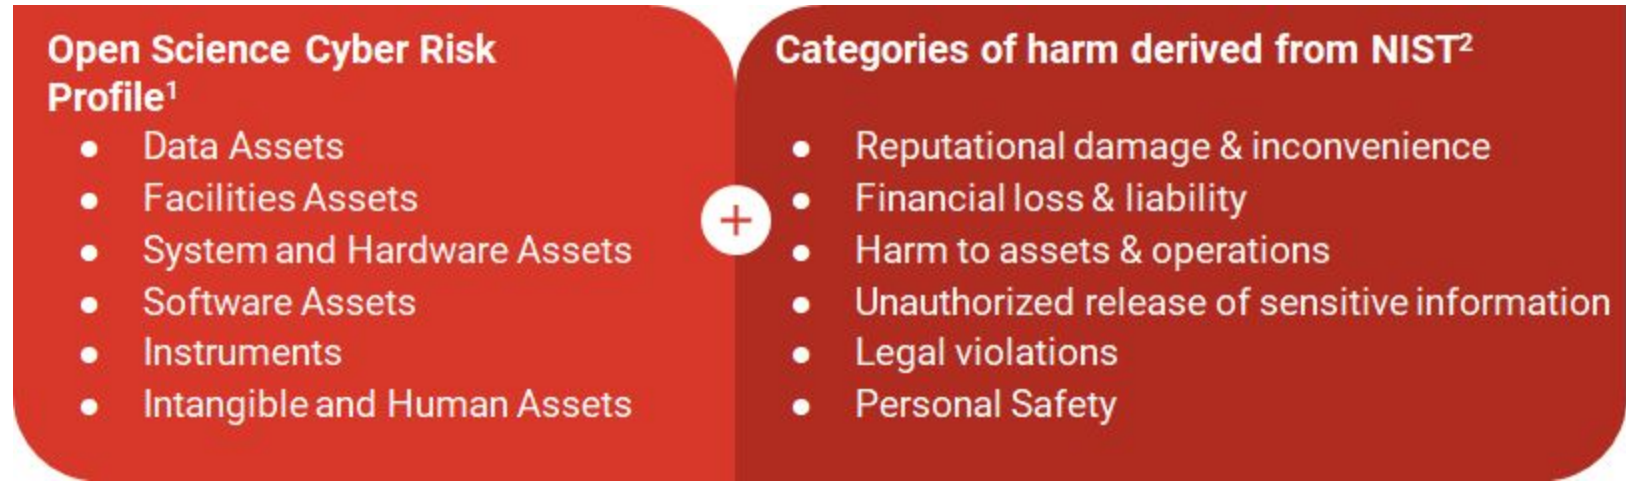 Open Science Cyber Risk
Profile¹
● Data Assets
● Facilities Assets
● System and Hardware Assets
● Software Assets
● Instruments
● Intangible and Human Assets
+
Categories of harm derived from NIST²
● Reputational damage & inconvenience
● Financial loss & liability
● Harm to assets & operations
● Unauthorized release of sensitive information
● Legal violations
● Personal Safety